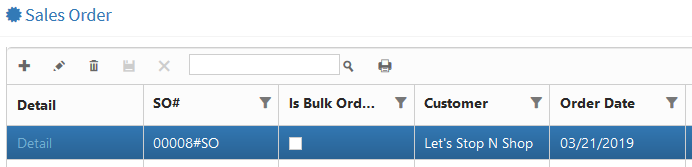 Sales Order
Detail SO# Is Bulk Ord... Customer Order Date
Detail 00008#SO Let's Stop N Shop 03/21/2019